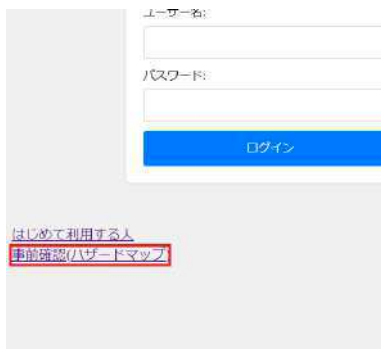 ユーザー名:
パスワード:
ログイン
はじめて利用する人
事前確認(ハザードマップ)